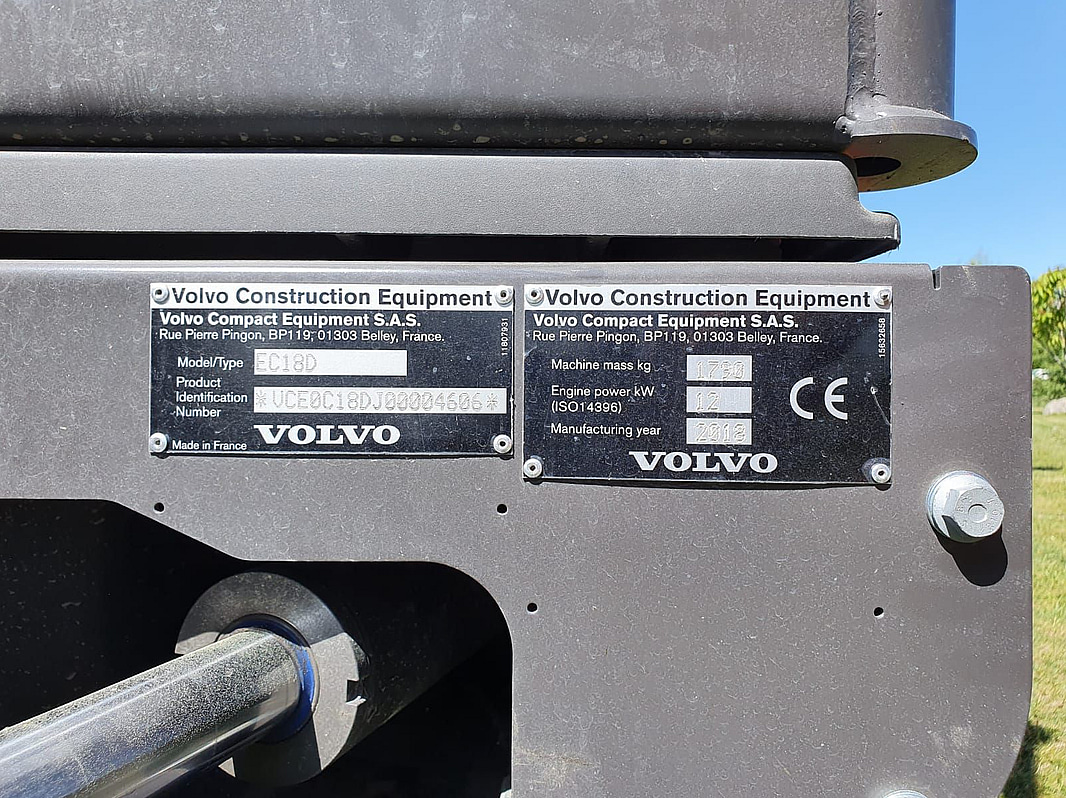 Volvo Construction Equipment
Volvo Compact Equipment S.A.S.
Rue Pierre Pingon, BP119, 01303 Belley, France.
11807931
Model/Type EC18D
Product
Identification
Number
*VCE0C18DJ00004606*
VOLVO
Made in France
Volvo Construction Equipment
Volvo Compact Equipment S.A.S.
Rue Pierre Pingon, BP119, 01303 Belley, France.
15632658
Machine mass kg 1790
Engine power kW
(ISO14396)
12
Manufacturing year 2018
CE
VOLVO